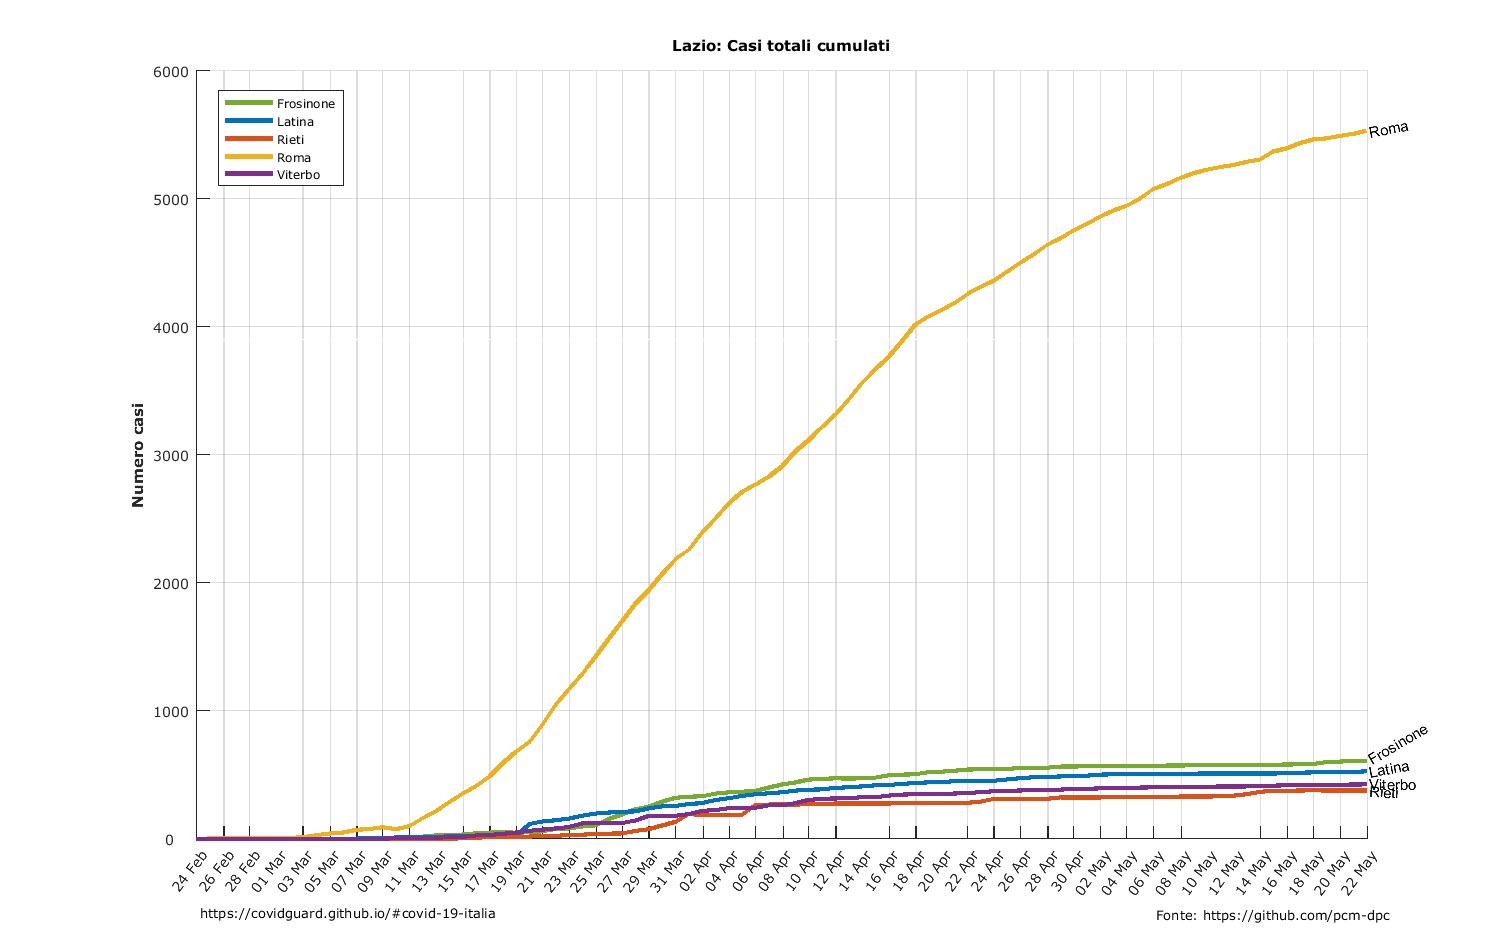 Lazio: Casi totali cumulati
6000
5000
4000
3000
2000
1000
0
Numero casi
Frosinone
Latina
Rieti
Roma
Viterbo
Roma
Frosinone
Latina
Viterbo
Rieti
24 Feb
26 Feb
28 Feb
01 Mar
03 Mar
05 Mar
07 Mar
09 Mar
11 Mar
13 Mar
15 Mar
17 Mar
19 Mar
21 Mar
23 Mar
25 Mar
27 Mar
29 Mar
31 Mar
02 Apr
04 Apr
06 Apr
08 Apr
10 Apr
12 Apr
14 Apr
16 Apr
18 Apr
20 Apr
22 Apr
24 Apr
26 Apr
28 Apr
30 Apr
02 May
04 May
06 May
08 May
10 May
12 May
14 May
16 May
18 May
20 May
22 May
https://covidguard.github.io/#covid-19-italia
Fonte: https://github.com/pcm-dpc